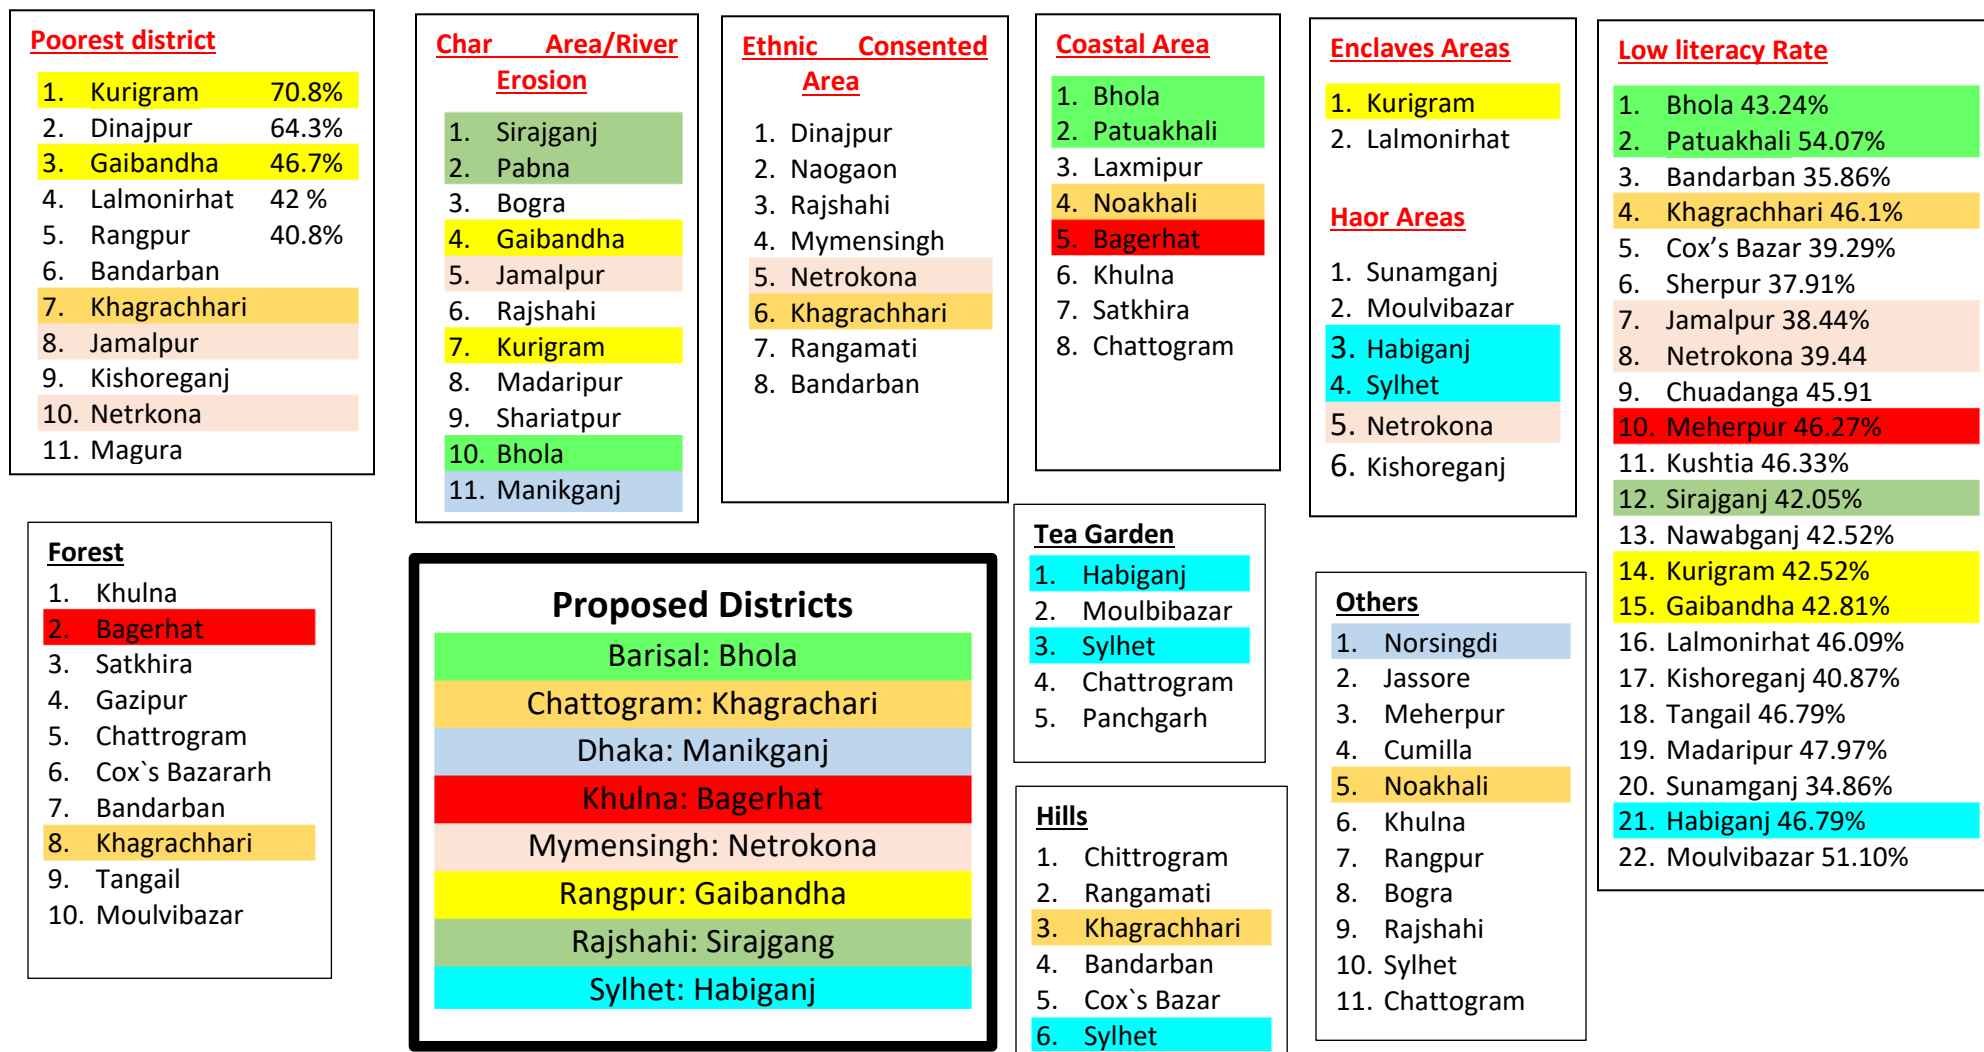 Poorest district
1. Kurigram 70.8%
2. Dinajpur 64.3%
3. Gaibandha 46.7%
4. Lalmonirhat 42 %
5. Rangpur 40.8%
6. Bandarban
7. Khagrachhari
8. Jamalpur
9. Kishoreganj
10. Netrkona
11. Magura
Char Area/River
Erosion
1. Sirajganj
2. Pabna
3. Bogra
4. Gaibandha
5. Jamalpur
6. Rajshahi
7. Kurigram
8. Madaripur
9. Shariatpur
10. Bhola
11. Manikganj
Ethnic Consented
Area
1. Dinajpur
2. Naogaon
3. Rajshahi
4. Mymensingh
5. Netrokona
6. Khagrachhari
7. Rangamati
8. Bandarban
Coastal Area
1. Bhola
2. Patuakhali
3. Laxmipur
4. Noakhali
5. Bagerhat
6. Khulna
7. Satkhira
8. Chattogram
Enclaves Areas
1. Kurigram
2. Lalmonirhat
Haor Areas
1. Sunamganj
2. Moulvibazar
3. Habiganj
4. Sylhet
5. Netrokona
6. Kishoreganj
Low literacy Rate
1. Bhola 43.24%
2. Patuakhali 54.07%
3. Bandarban 35.86%
4. Khagrachhari 46.1%
5. Cox’s Bazar 39.29%
6. Sherpur 37.91%
7. Jamalpur 38.44%
8. Netrokona 39.44
9. Chuadanga 45.91
10. Meherpur 46.27%
11. Kushtia 46.33%
12. Sirajganj 42.05%
13. Nawabganj 42.52%
14. Kurigram 42.52%
15. Gaibandha 42.81%
16. Lalmonirhat 46.09%
17. Kishoreganj 40.87%
18. Tangail 46.79%
19. Madaripur 47.97%
20. Sunamganj 34.86%
21. Habiganj 46.79%
22. Moulvibazar 51.10%
Forest
1. Khulna
2. Bagerhat
3. Satkhira
4. Gazipur
5. Chattrogram
6. Cox`s Bazararh
7. Bandarban
8. Khagrachhari
9. Tangail
10. Moulvibazar
Proposed Districts
Barisal: Bhola
Chattogram: Khagrachari
Dhaka: Manikganj
Khulna: Bagerhat
Mymensingh: Netrokona
Rangpur: Gaibandha
Rajshahi: Sirajgang
Sylhet: Habiganj
Tea Garden
1. Habiganj
2. Moulbibazar
3. Sylhet
4. Chattrogram
5. Panchgarh
Hills
1. Chittrogram
2. Rangamati
3. Khagrachhari
4. Bandarban
5. Cox`s Bazar
6. Sylhet
Others
1. Norsingdi
2. Jassore
3. Meherpur
4. Cumilla
5. Noakhali
6. Khulna
7. Rangpur
8. Bogra
9. Rajshahi
10. Sylhet
11. Chattogram